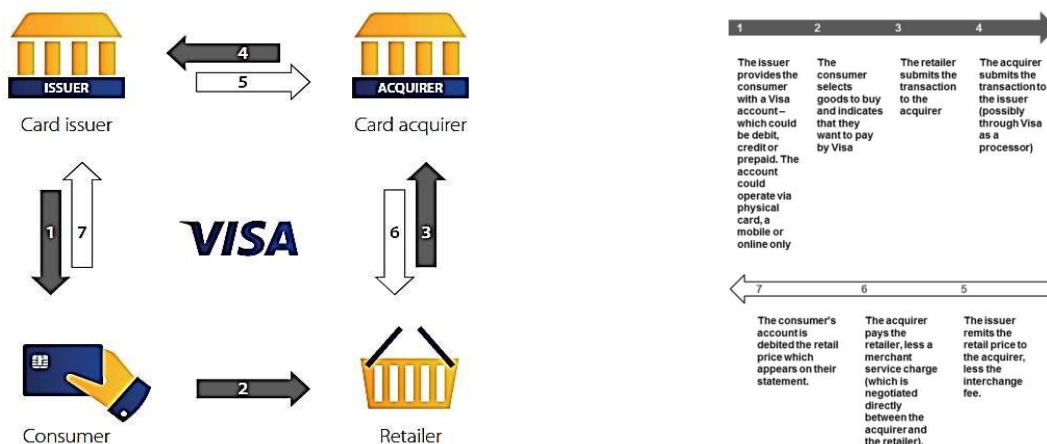 4
5
ISSUER
ACQUIRER
Card issuer
Card acquirer
1
7
VISA
6
3
2
Consumer
Retailer
1
2
3
4
The issuer
provides the
consumer
with a Visa
account–
which could
be debit,
credit or
prepaid. The
account
could
operate via
physical
card, a
mobile or
online only
The
consumer
selects
goods to buy
and indicates
that they
want to pay
by Visa
The retailer
submits the
transaction
to the
acquirer
The acquirer
submits the
transaction to
the issuer
(possibly
through Visa
as a
processor)
7
6
5
The consumer's
account is
debited the retail
price which
appears on their
statement.
The acquirer
pays the
retailer, less a
merchant
service charge
(which is
negotiated
directly
between the
acquirer and
the retailer).
The issuer
remits the
retail price to
the acquirer,
less the
interchange
fee.